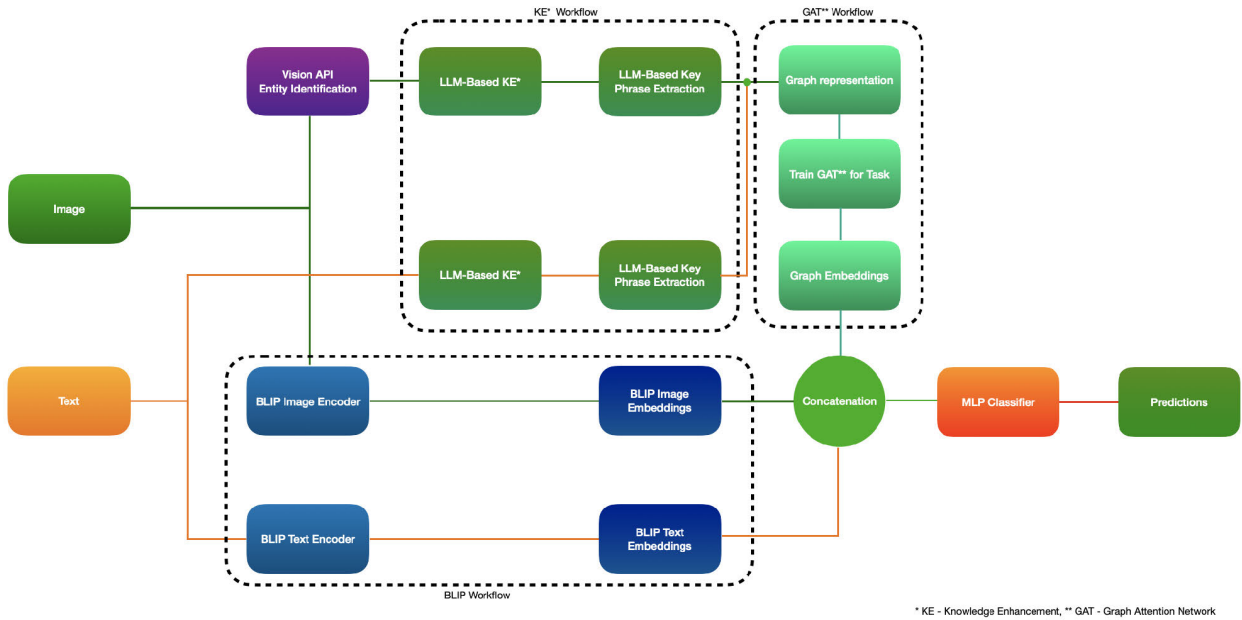 KE* Workflow
GAT** Workflow
Vision API
Entity Identification
LLM-Based KE*
LLM-Based Key
Phrase Extraction
Graph representation
Train GAT** for Task
Image
LLM-Based KE*
LLM-Based Key
Phrase Extraction
Graph Embeddings
Text
BLIP Image Encoder
BLIP Image
Embeddings
Concatenation
MLP Classifier
Predictions
BLIP Text Encoder
BLIP Text
Embeddings
BLIP Workflow
* KE - Knowledge Enhancement, ** GAT - Graph Attention Network